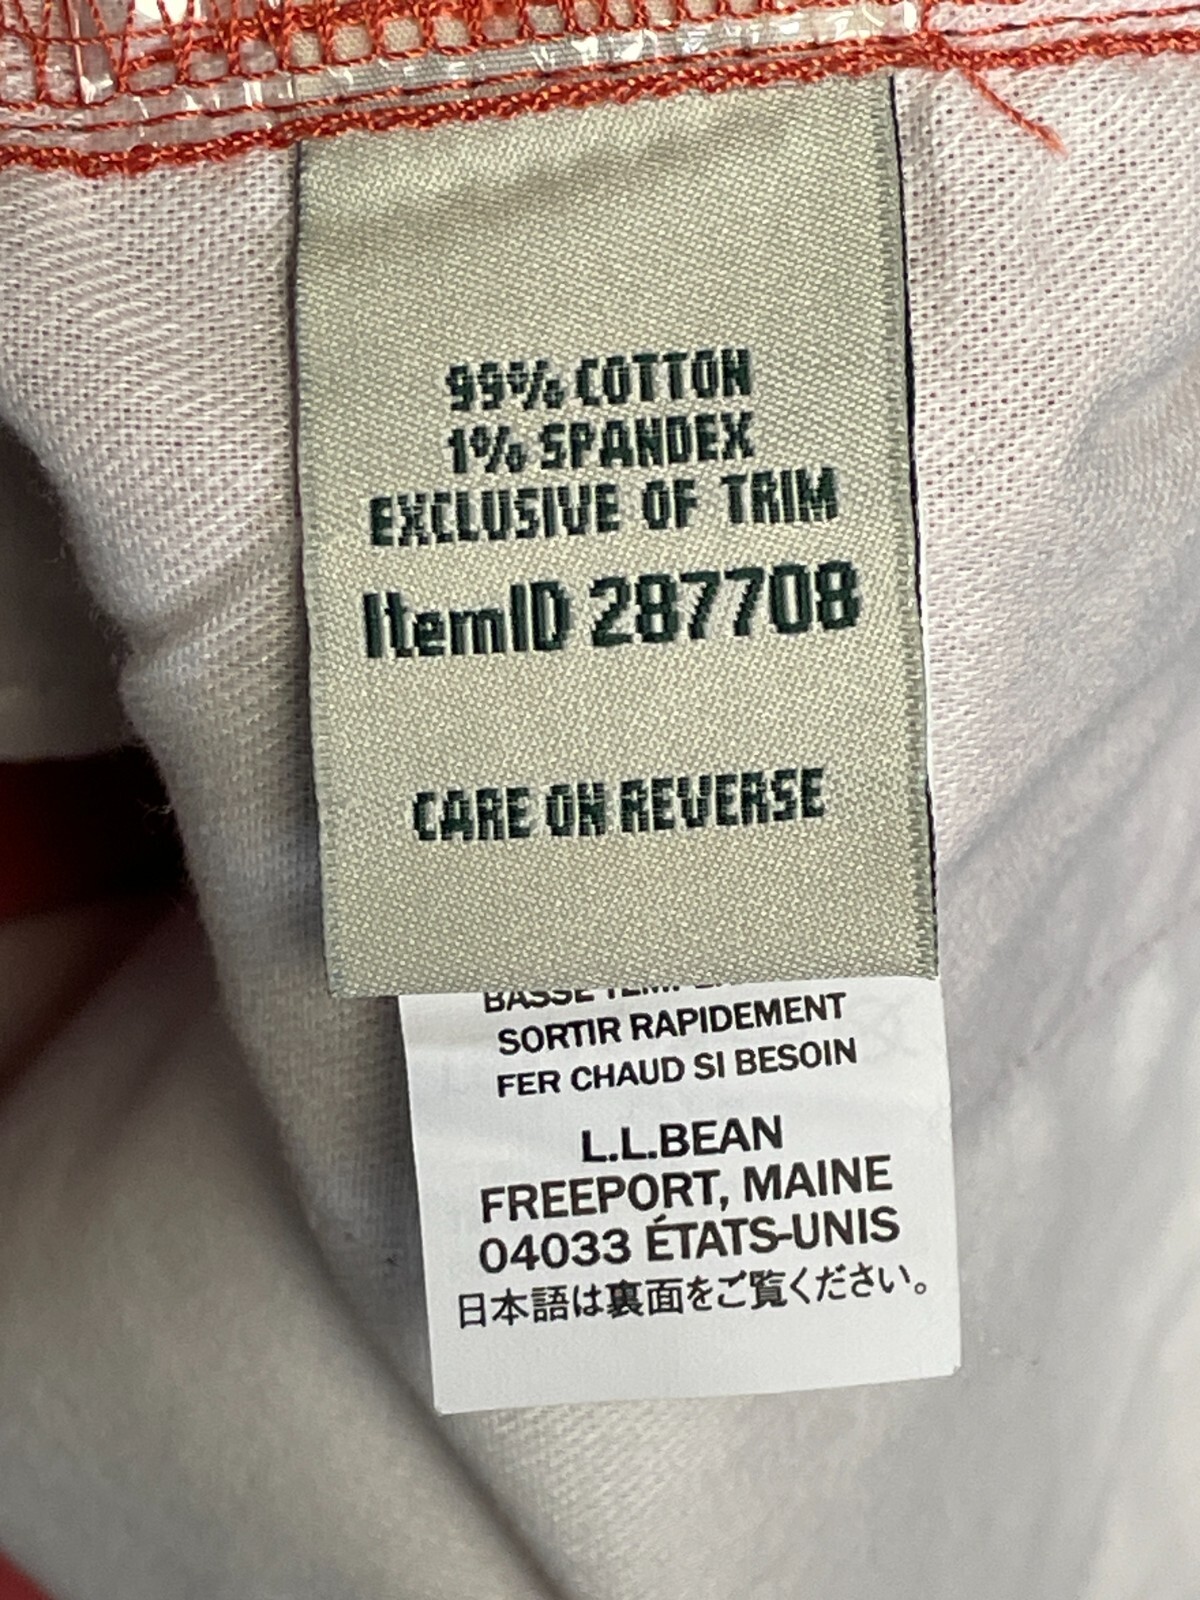 99% COTTON
1% SPANDEX
EXCLUSIVE OF TRIM
ItemID 287708
CARE ON REVERSE
BASSE
SORTIR RAPIDEMENT
FER CHAUD SI BESOIN
L.L.BEAN
FREEPORT, MAINE
04033 ÉTATS-UNIS
日本語は裏面をご覧ください。